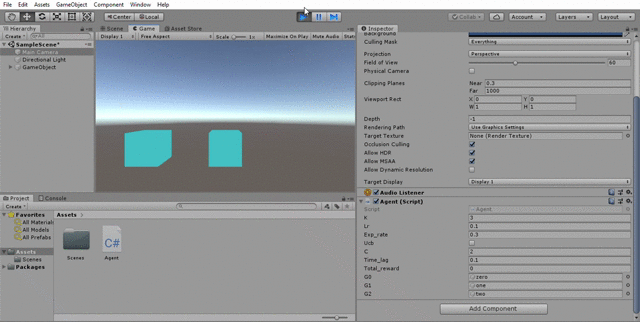 File Edit Assets GameObject Component Window Help
Center Local
Collab
Account
Layers
Layout
Hierarchy
Create
All
SampleScene*
Main Camera
Directional Light
GameObject
Scene
Game
Asset Store
Display 1
Free Aspect
Scale
1x
Maximize On Play
Mute Audio
Stats
Inspector
Background
Culling Mask
Everything
Projection
Perspective
Field of View
60
Physical Camera
Clipping Planes
Near 0.3
Far 1000
Viewport Rect
X 0 Y 0
W 1 H 1
Depth
-1
Rendering Path
Use Graphics Settings
Target Texture
None (Render Texture)
Occlusion Culling
Allow HDR
Allow MSAA
Allow Dynamic Resolution
Target Display
Display 1
Audio Listener
Agent (Script)
Script
Agent
K
3
Lr
0.1
Exp_rate
0.3
Ucb
C
2
Time_lag
0.1
Total_reward
0
G0
zero
G1
one
G2
two
Add Component
Project
Console
Create
Favorites
All Materials
All Models
All Prefabs
Assets
Scenes
Packages
Assets
C#
Scenes
Agent